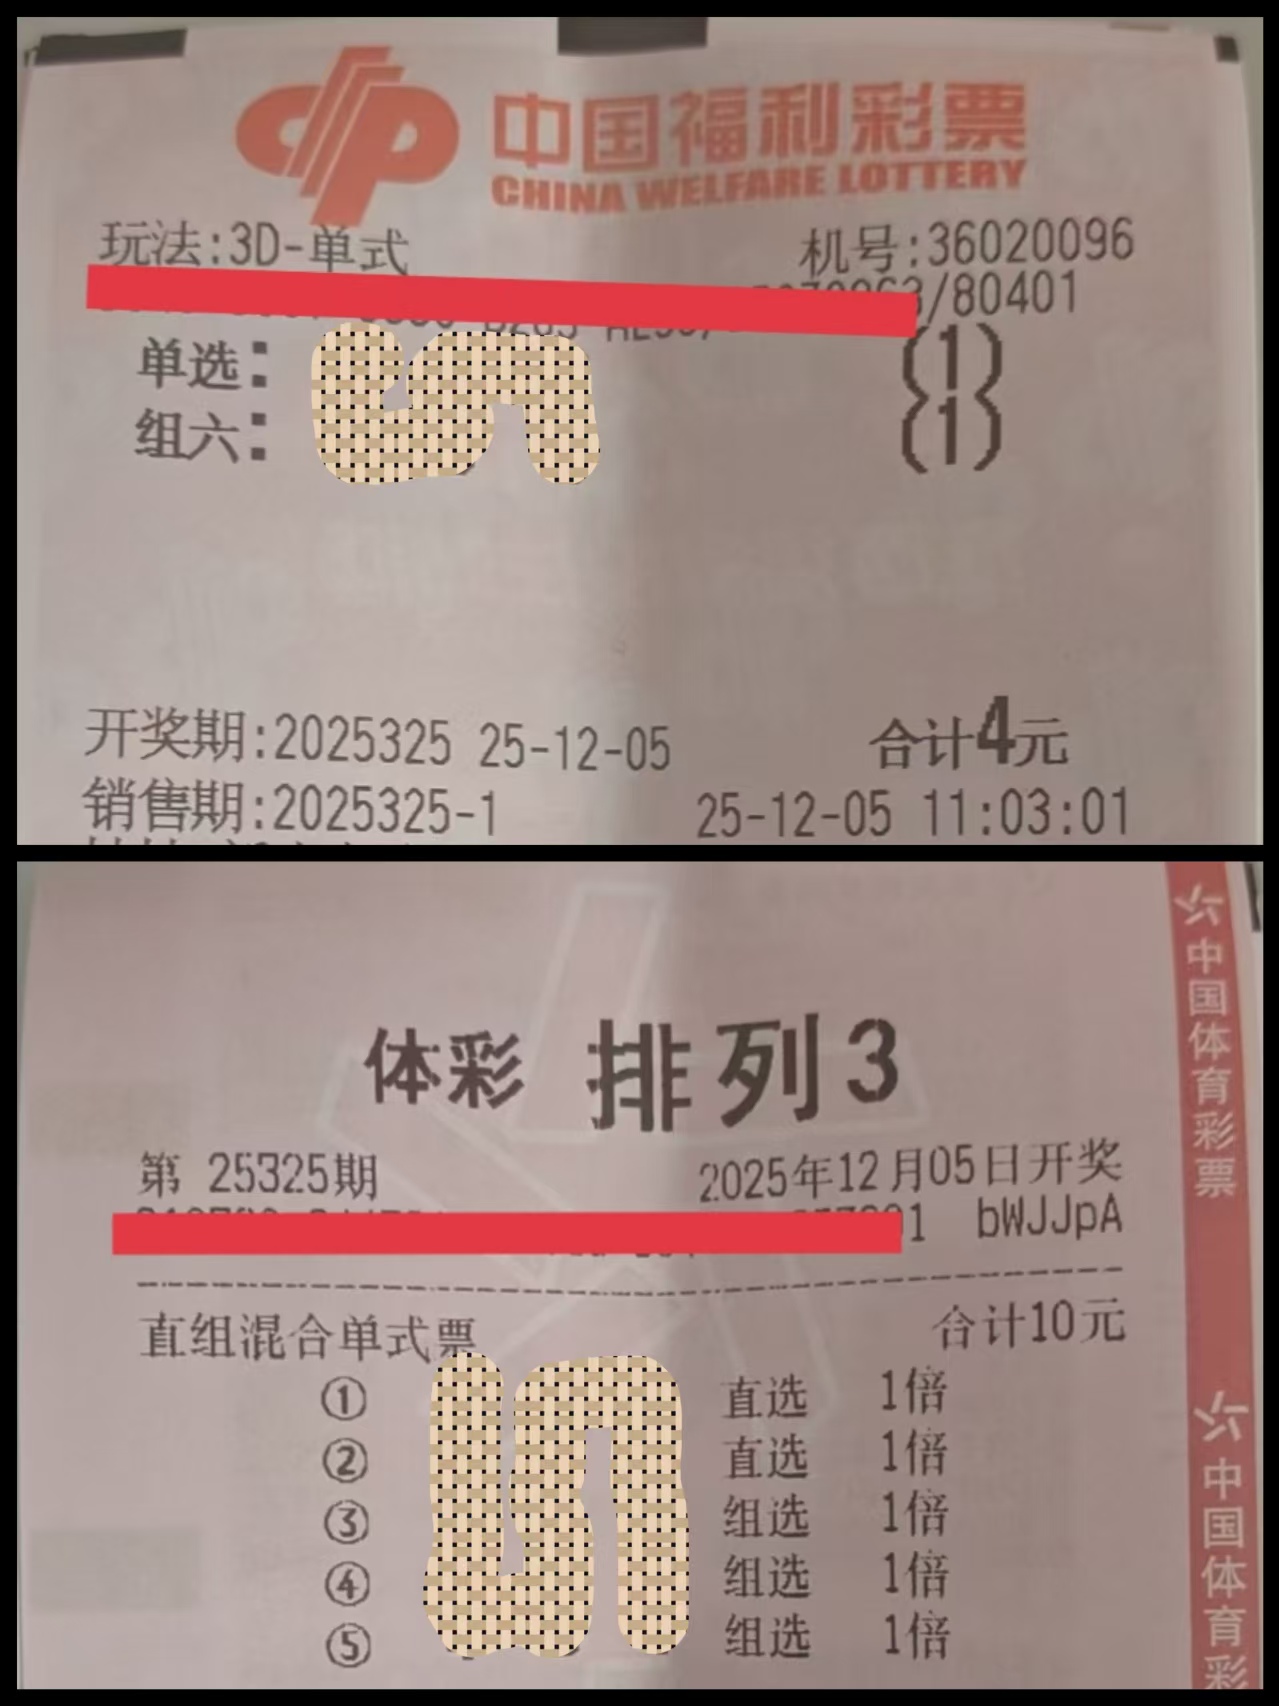 中国福利彩票
CHINA WELFARE LOTTERY
玩法:3D-单式 机号:36020096
/80401
单选: (1)
组六: (1)
开奖期:2025325 25-12-05 合计4元
销售期:2025325-1 25-12-05 11:03:01
体彩 排列3
第 25325期 2025年12月05日开奖
1 bWJJpA
直组混合单式票 合计10元
① 直选 1倍
② 直选 1倍
③ 组选 1倍
④ 组选 1倍
⑤ 组选 1倍
中国体育彩票
中国体育彩